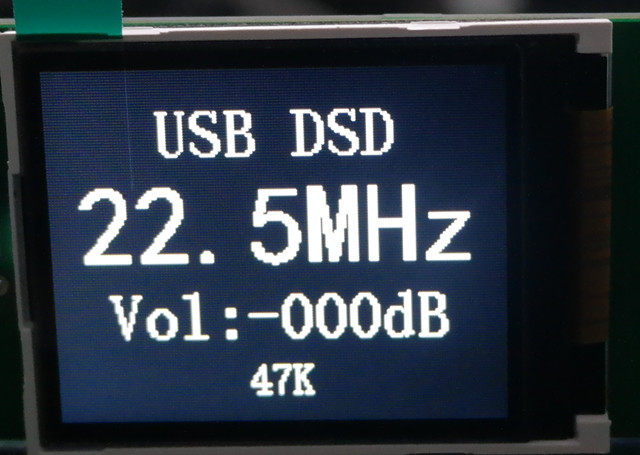 USB DSD
22.5MHz
Vol:-000dB
47K